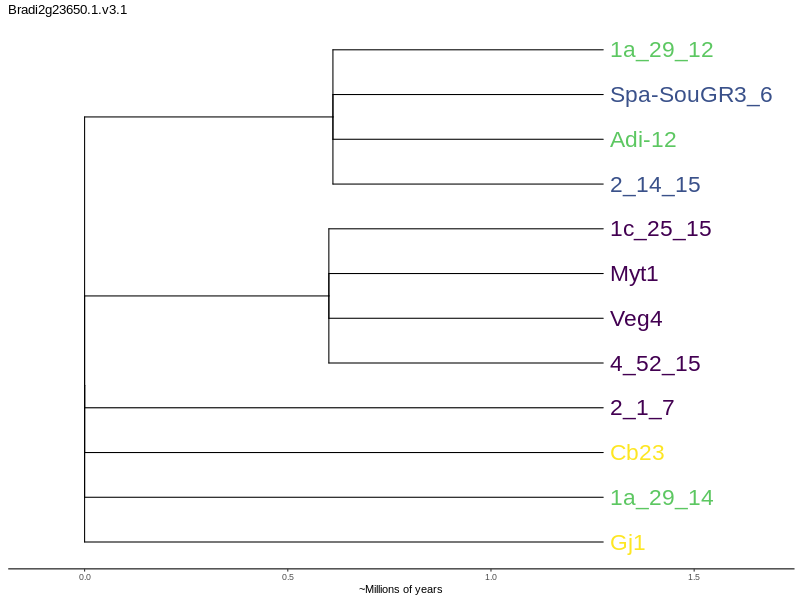 Bradi2g23650.1.v3.1
1a_29_12
Spa-SouGR3_6
Adi-12
2_14_15
1c_25_15
Myt1
Veg4
4_52_15
2_1_7
Cb23
1a_29_14
Gj1
0.0 0.5 1.0 1.5
~Millions of years